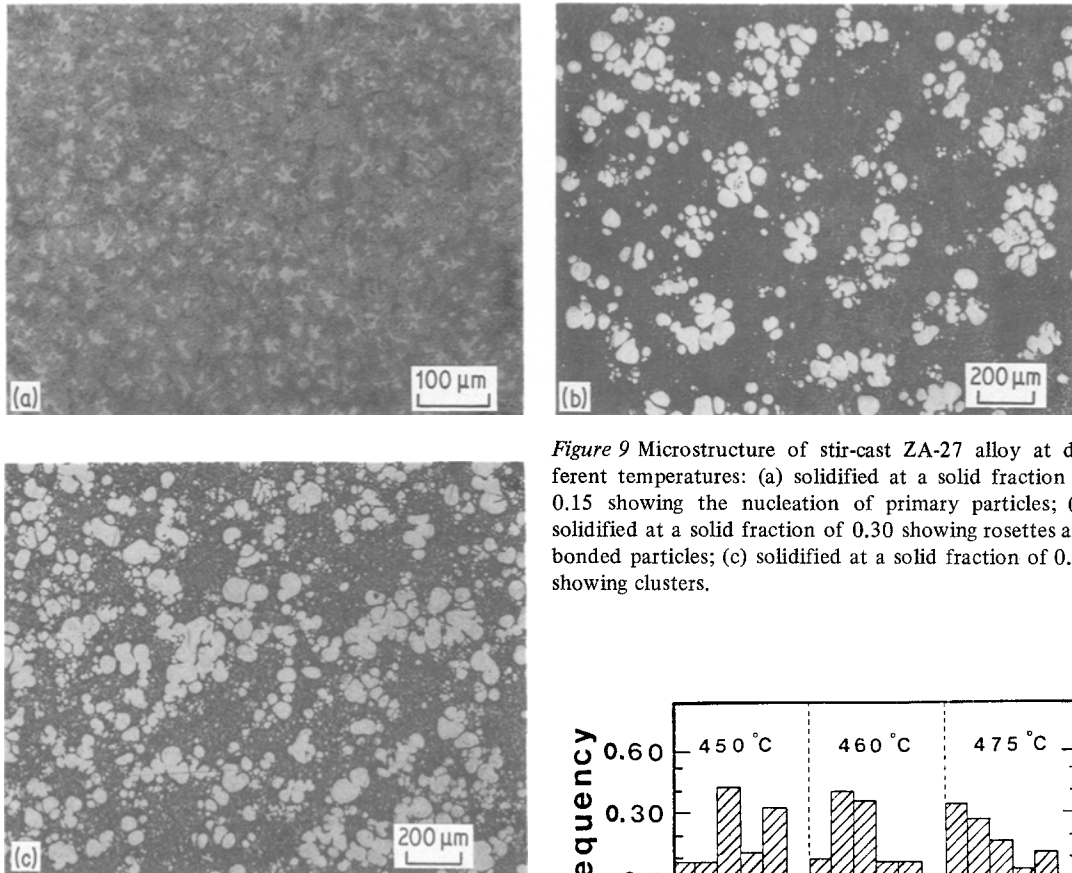 (a)
100 μm
(b)
200 μm
Figure 9 Microstructure of stir-cast ZA-27 alloy at d
ferent temperatures: (a) solidified at a solid fraction
0.15 showing the nucleation of primary particles; (
solidified at a solid fraction of 0.30 showing rosettes a
bonded particles; (c) solidified at a solid fraction of 0.
showing clusters.
(c)
200 μm
450 °C 460 °C 475 °C
0.60
0.30
equency